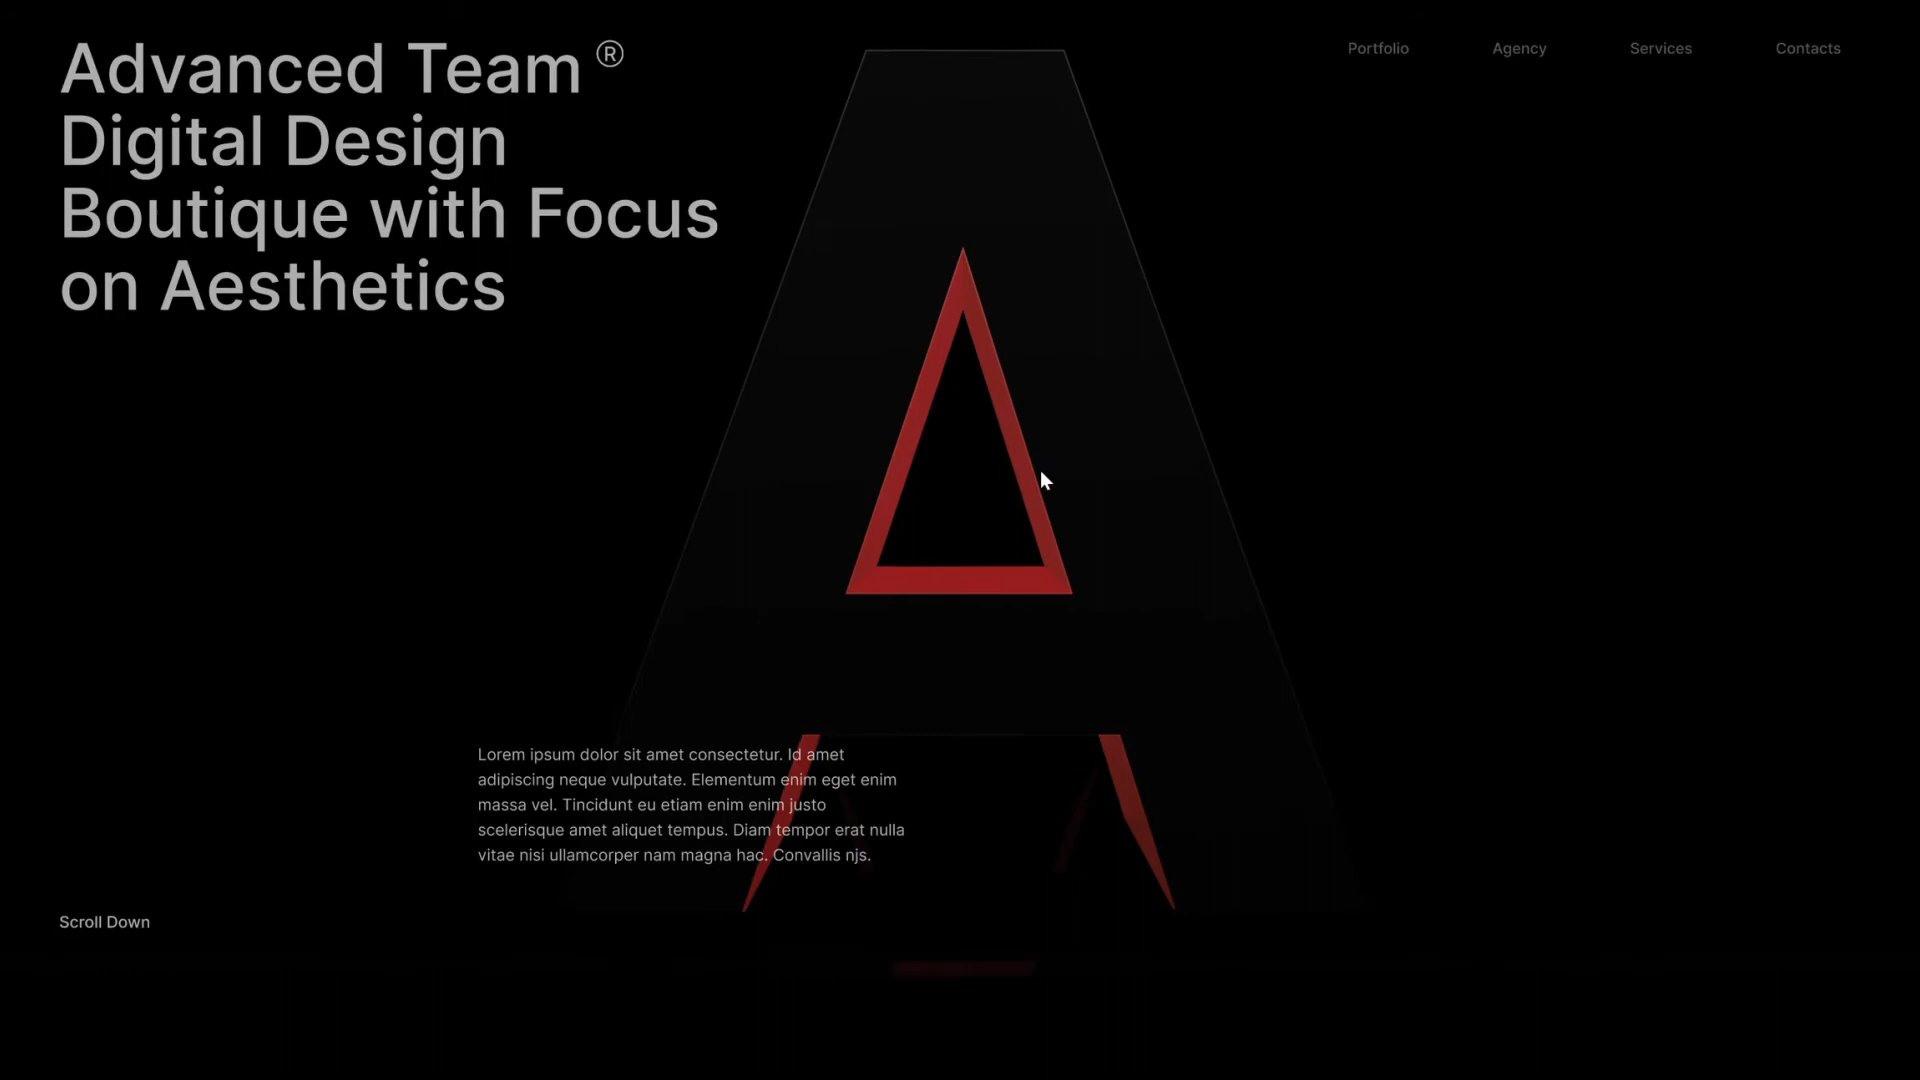 Advanced Team ®
Digital Design
Boutique with Focus
on Aesthetics
Portfolio
Agency
Services
Contacts
A
Lorem ipsum dolor sit amet consectetur. Id amet
adipiscing neque vulputate. Elementum enim eget enim
massa vel. Tincidunt eu etiam enim enim justo
scelerisque amet aliquet tempus. Diam tempor erat nulla
vitae nisi ullamcorper nam magna hac. Convallis njs.
Scroll Down